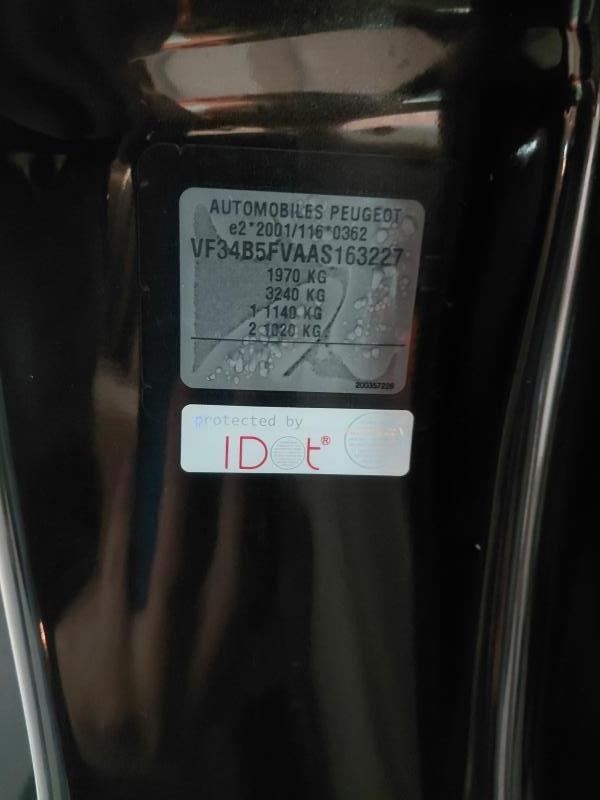 AUTOMOBILES PEUGEOT
e2*2001/116*0362
VF34B5FVAAS163227
1970 KG
3240 KG
1 1140 KG
2 1020 KG
200357228
protected by
IDot®